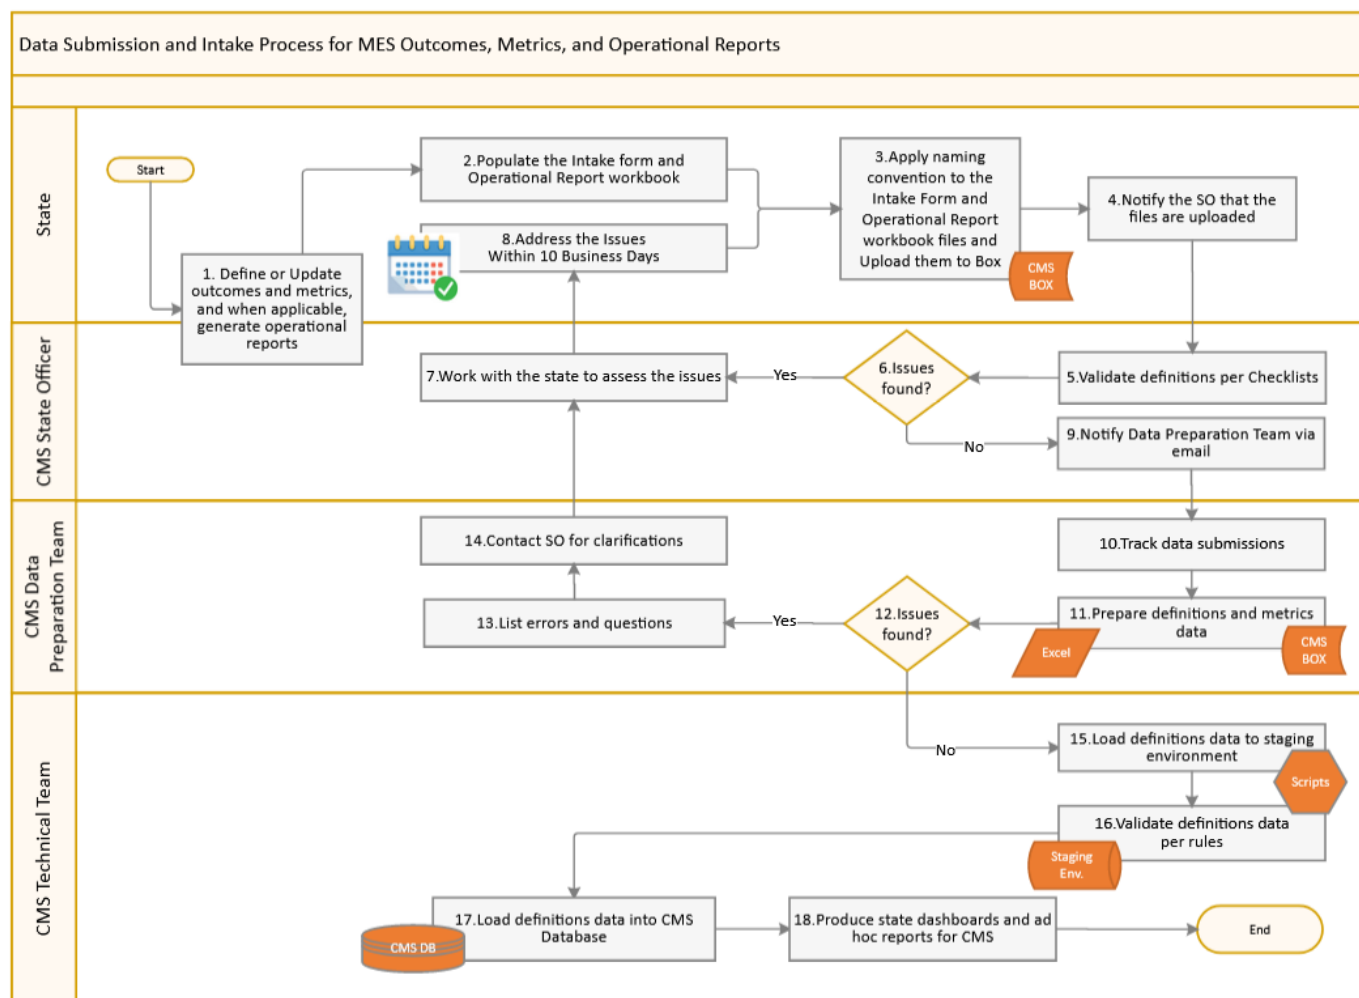 Data Submission and Intake Process for MES Outcomes, Metrics, and Operational Reports
State
Start
1. Define or Update
outcomes and metrics,
and when applicable,
generate operational
reports
2.Populate the Intake form and
Operational Report workbook
8.Address the Issues
Within 10 Business Days
3.Apply naming
convention to the
Intake Form and
Operational Report
workbook files and
Upload them to Box
CMS
BOX
4.Notify the SO that the
files are uploaded
CMS State Officer
7.Work with the state to assess the issues
Yes
6.Issues
found?
5.Validate definitions per Checklists
No
9.Notify Data Preparation Team via
email
CMS Data
Preparation Team
14.Contact SO for clarifications
10.Track data submissions
13.List errors and questions
Yes
12.Issues
found?
11.Prepare definitions and metrics
data
Excel
CMS
BOX
CMS Technical Team
No
15.Load definitions data to staging
environment
Scripts
16.Validate definitions data
per rules
Staging
Env.
17.Load definitions data into CMS
Database
CMS DB
18.Produce state dashboards and ad
hoc reports for CMS
End